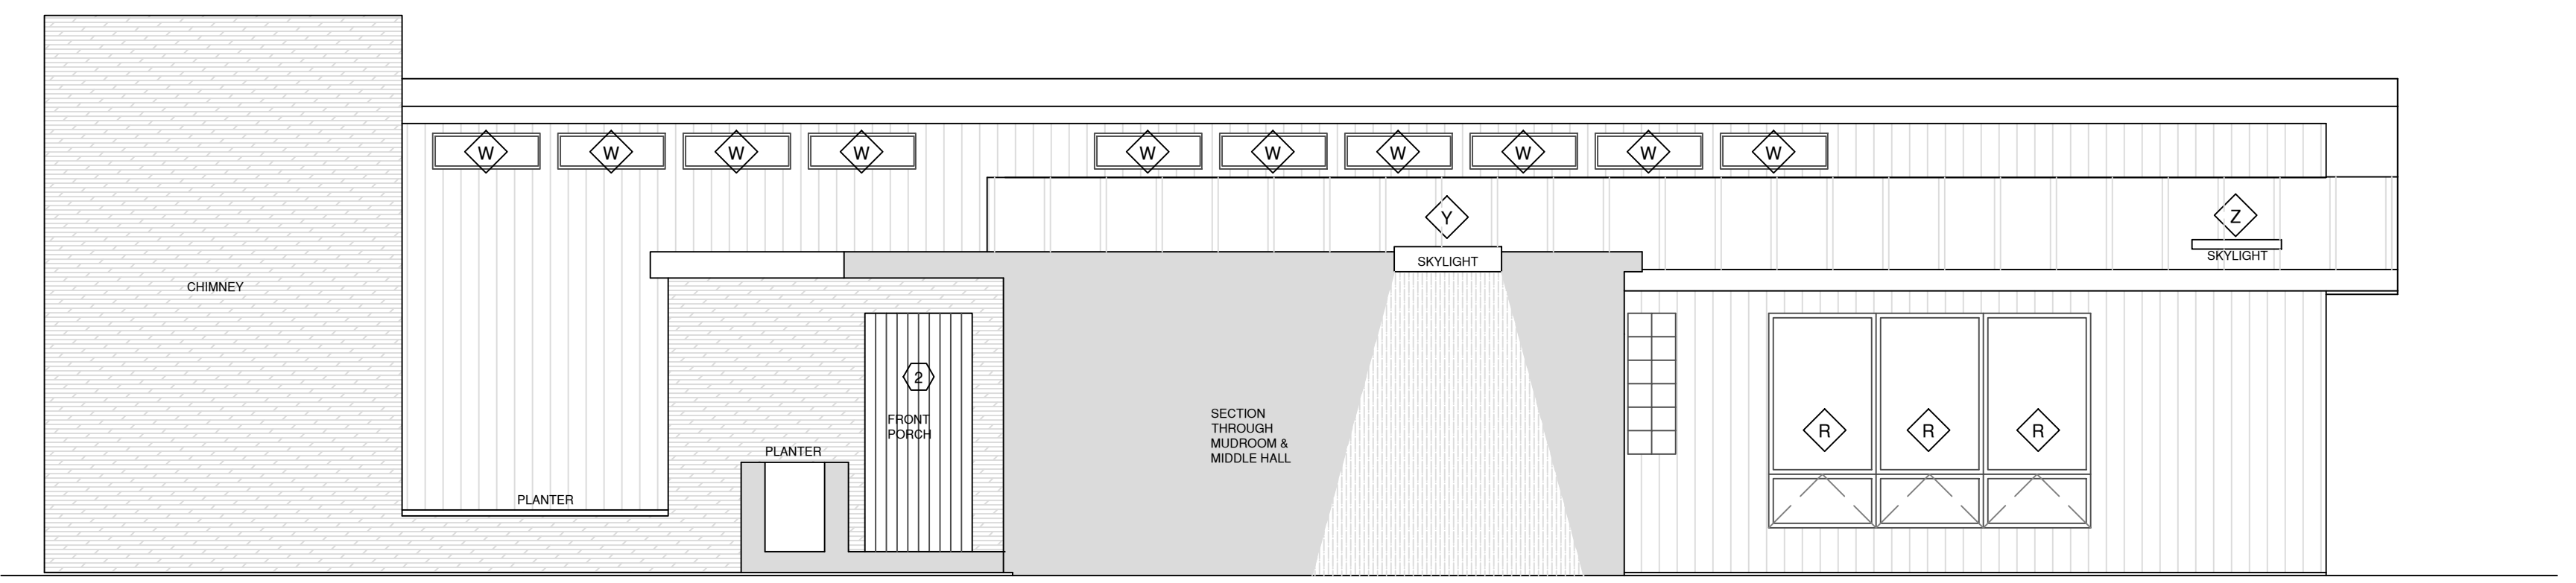 W W W W W W W W W W
Y
Z
SKYLIGHT
SKYLIGHT
CHIMNEY
2
FRONT
PORCH
SECTION
THROUGH
MUDROOM &
MIDDLE HALL
R R R
PLANTER
PLANTER